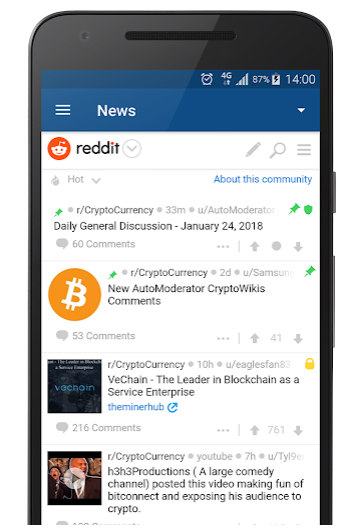 4G 87% 14:00
News
reddit
Hot About this community
r/CryptoCurrency 33m u/AutoModerator
Daily General Discussion - January 24, 2018
60 Comments
r/CryptoCurrency 2d u/Samsung
New AutoModerator CryptoWikis
Comments
53 Comments 41
vechain
r/CryptoCurrency 10h u/eaglesfan83
VeChain - The Leader in Blockchain as a
Service Enterprise
theminerhub
216 Comments 761
r/CryptoCurrency youtube 7h u/Tyl9e
h3h3Productions ( A large comedy
channel) posted this video making fun of
bitconnect and exposing his audience to
crypto.